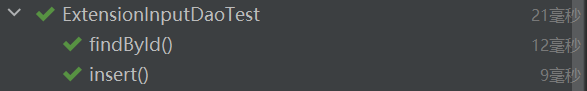 ExtensionInputDaoTest 21毫秒
findById() 12毫秒
insert() 9毫秒